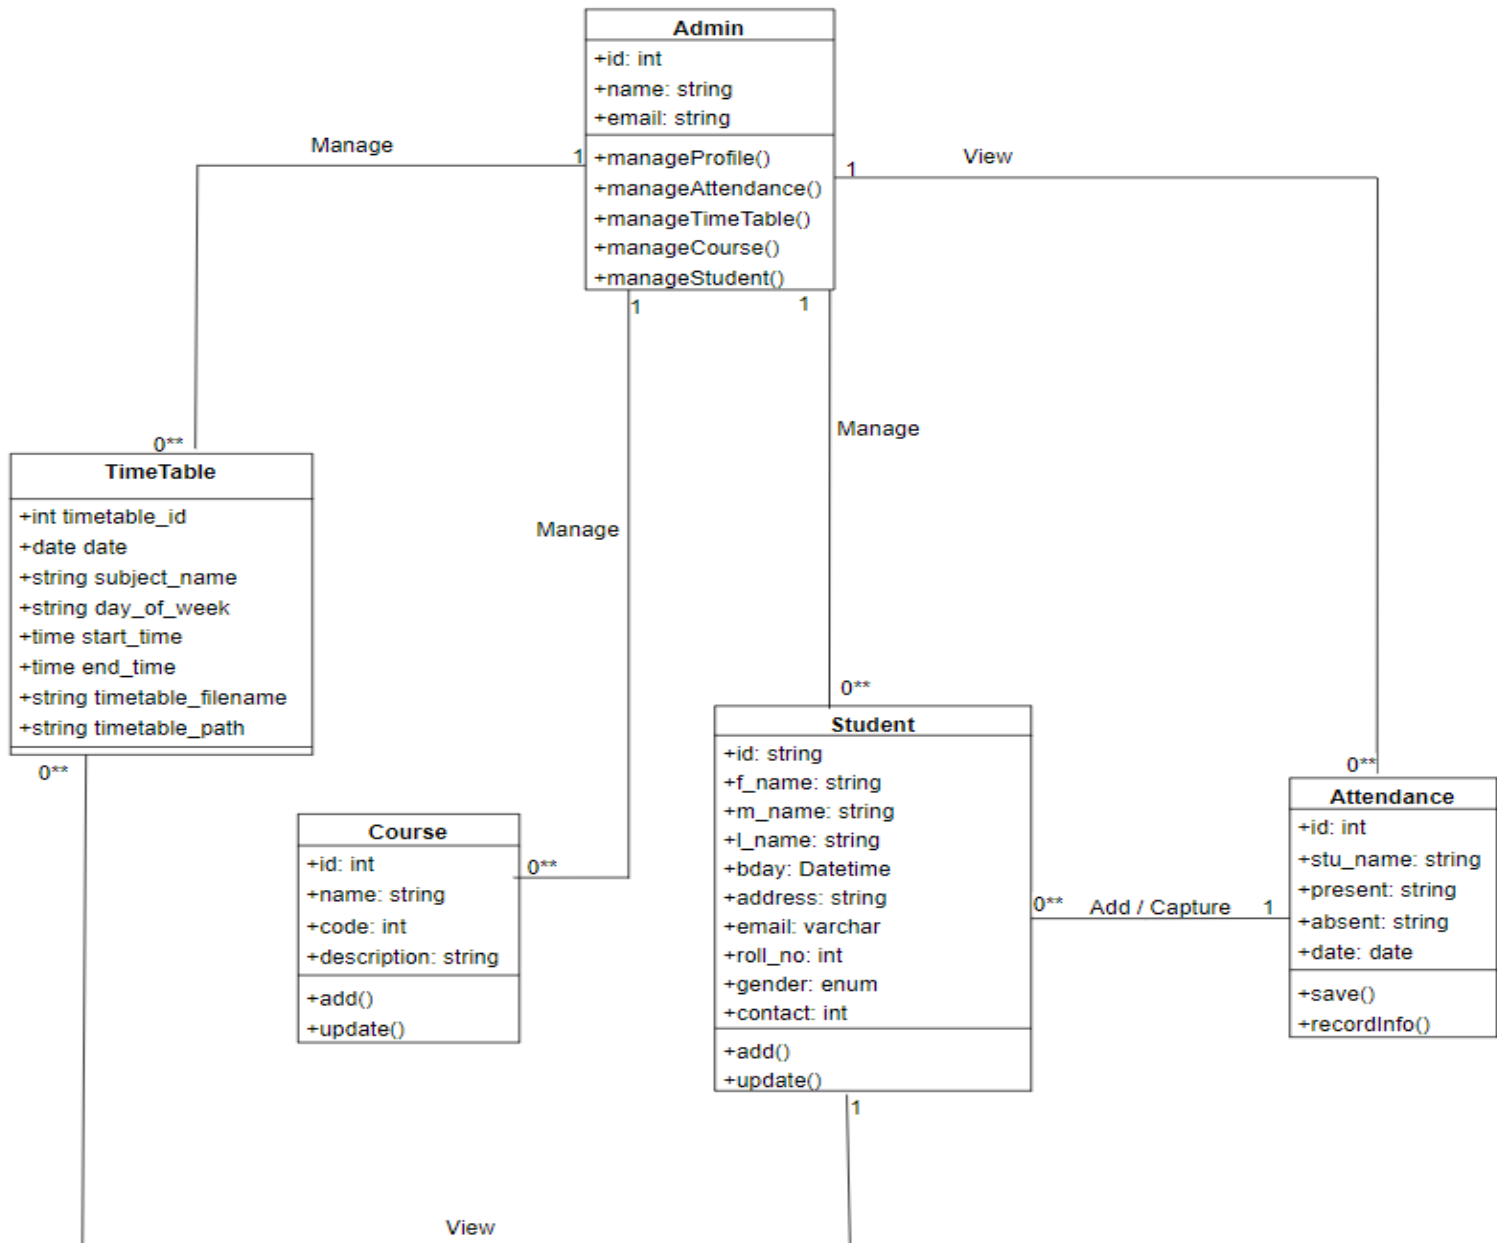 Admin
+id: int
+name: string
+email: string
+manageProfile()
+manageAttendance()
+manageTimeTable()
+manageCourse()
+manageStudent()
Manage
1
1
View
1
1
Manage
Manage
0**
TimeTable
+int timetable_id
+date date
+string subject_name
+string day_of_week
+time start_time
+time end_time
+string timetable_filename
+string timetable_path
0**
0**
Course
+id: int
+name: string
+code: int
+description: string
+add()
+update()
0**
Student
+id: string
+f_name: string
+m_name: string
+l_name: string
+bday: Datetime
+address: string
+email: varchar
+roll_no: int
+gender: enum
+contact: int
+add()
+update()
0** Add / Capture 1
0**
Attendance
+id: int
+stu_name: string
+present: string
+absent: string
+date: date
+save()
+recordInfo()
1
View